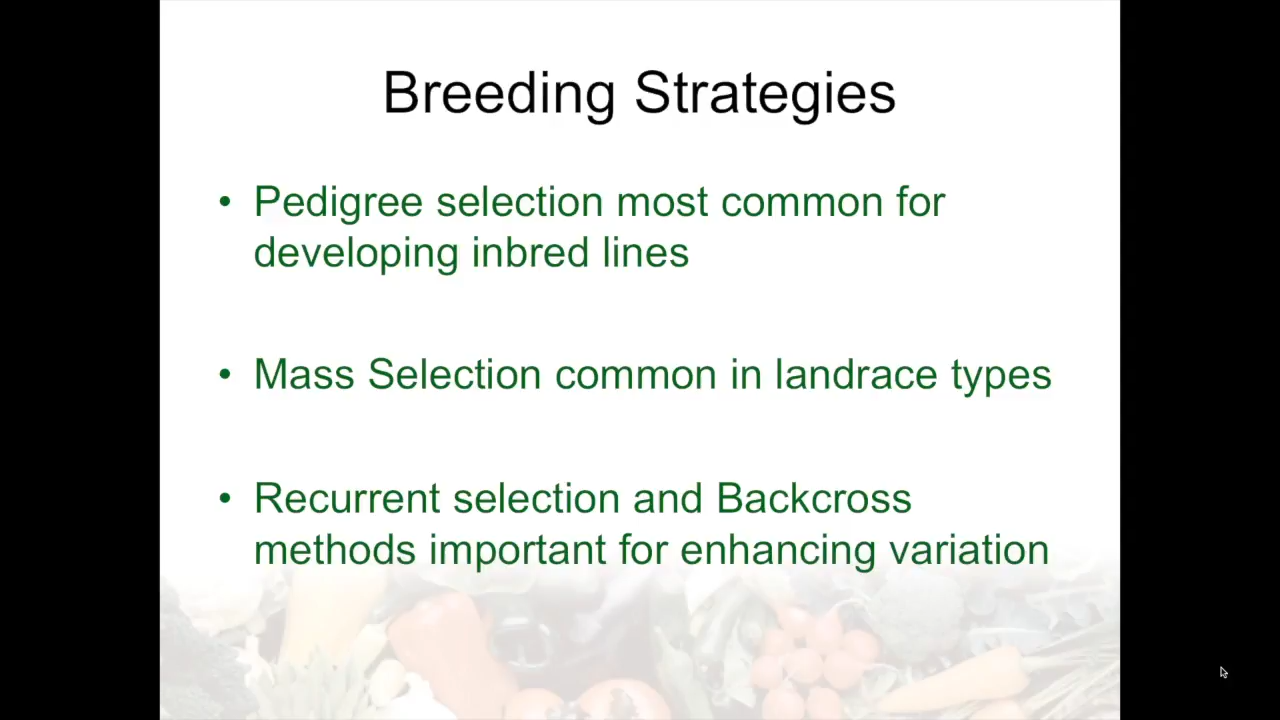 Breeding Strategies
• Pedigree selection most common for
developing inbred lines
• Mass Selection common in landrace types
• Recurrent selection and Backcross
methods important for enhancing variation